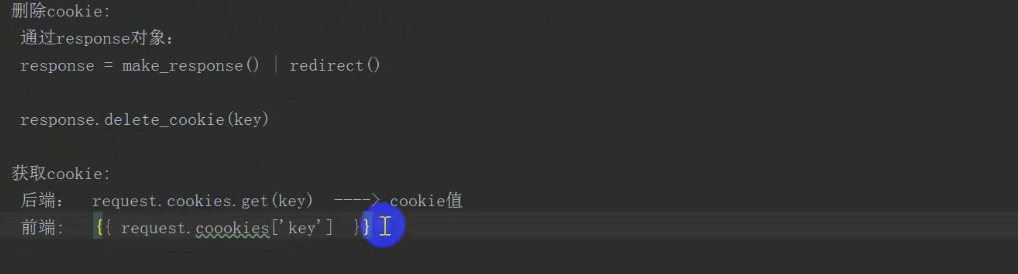 删除cookie:
通过response对象:
response = make_response() | redirect()
response.delete_cookie(key)
获取cookie:
后端: request.cookies.get(key) ----> cookie值
前端: {{ request.coookies['key'] }}